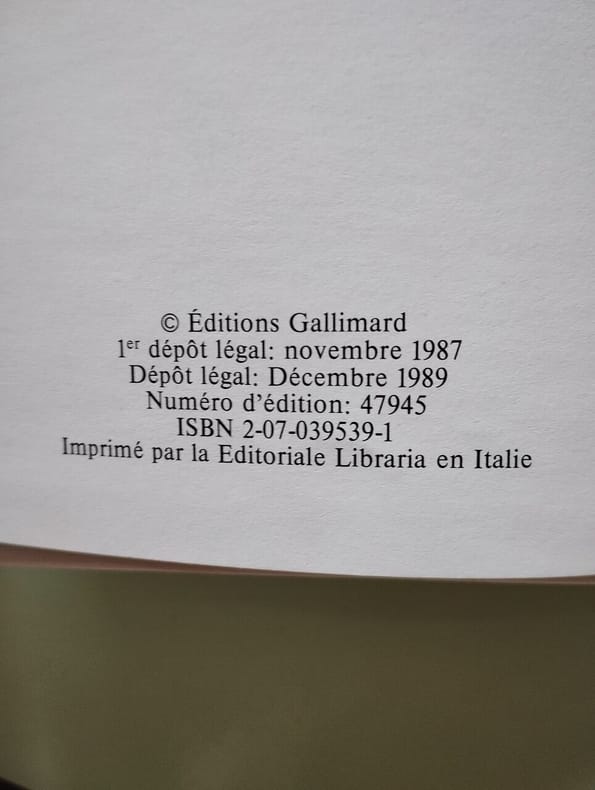 © Éditions Gallimard
1er dépôt légal: novembre 1987
Dépôt légal: Décembre 1989
Numéro d'édition: 47945
ISBN 2-07-039539-1
Imprimé par la Editoriale Libraria en Italie